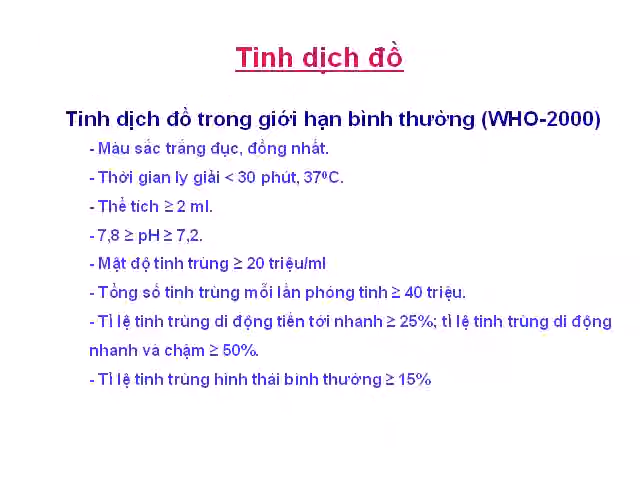 Tinh dịch đồ
Tinh dịch đồ trong giới hạn bình thường (WHO-2000)
- Màu sắc trắng đục, đồng nhất.
- Thời gian ly giải < 30 phút, 37⁰C.
- Thể tích ≥ 2 ml.
- 7,8 ≥ pH ≥ 7,2.
- Mật độ tinh trùng ≥ 20 triệu/ml
- Tổng số tinh trùng mỗi lần phóng tinh ≥ 40 triệu.
- Tỉ lệ tinh trùng di động tiến tới nhanh ≥ 25%; tỉ lệ tinh trùng di động
nhanh và chậm ≥ 50%.
- Tỉ lệ tinh trùng hình thái bình thường ≥ 15%